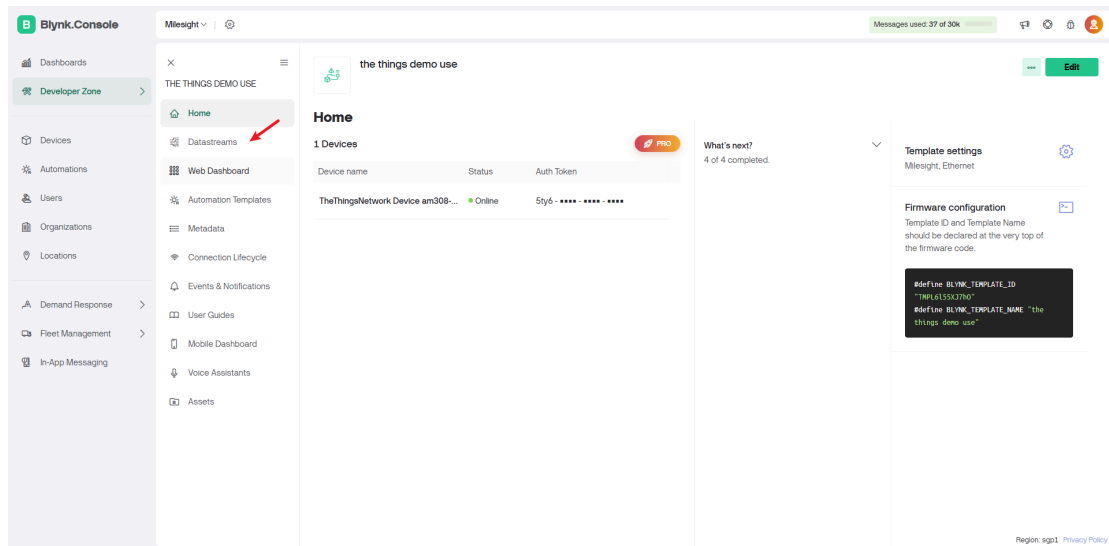 B Blynk.Console
Milesight
Messages used: 37 of 30k
Dashboards
Developer Zone
Devices
Automations
Users
Organizations
Locations
Demand Response
Fleet Management
In-App Messaging
THE THINGS DEMO USE
Home
Datastreams
Web Dashboard
Automation Templates
Metadata
Connection Lifecycle
Events & Notifications
User Guides
Mobile Dashboard
Voice Assistants
Assets
the things demo use
Edit
Home
1 Devices
PRO
Device name Status Auth Token
TheThingsNetwork Device am308-... Online 5ty6 - •••• - •••• - ••••
What's next?
4 of 4 completed.
Template settings
Milesight, Ethernet
Firmware configuration
Template ID and Template Name
should be declared at the very top of
the firmware code.
#define BLYNK_TEMPLATE_ID
"TMPL6l55XJ7hO"
#define BLYNK_TEMPLATE_NAME "the
things demo use"
Region: sgp1 Privacy Policy